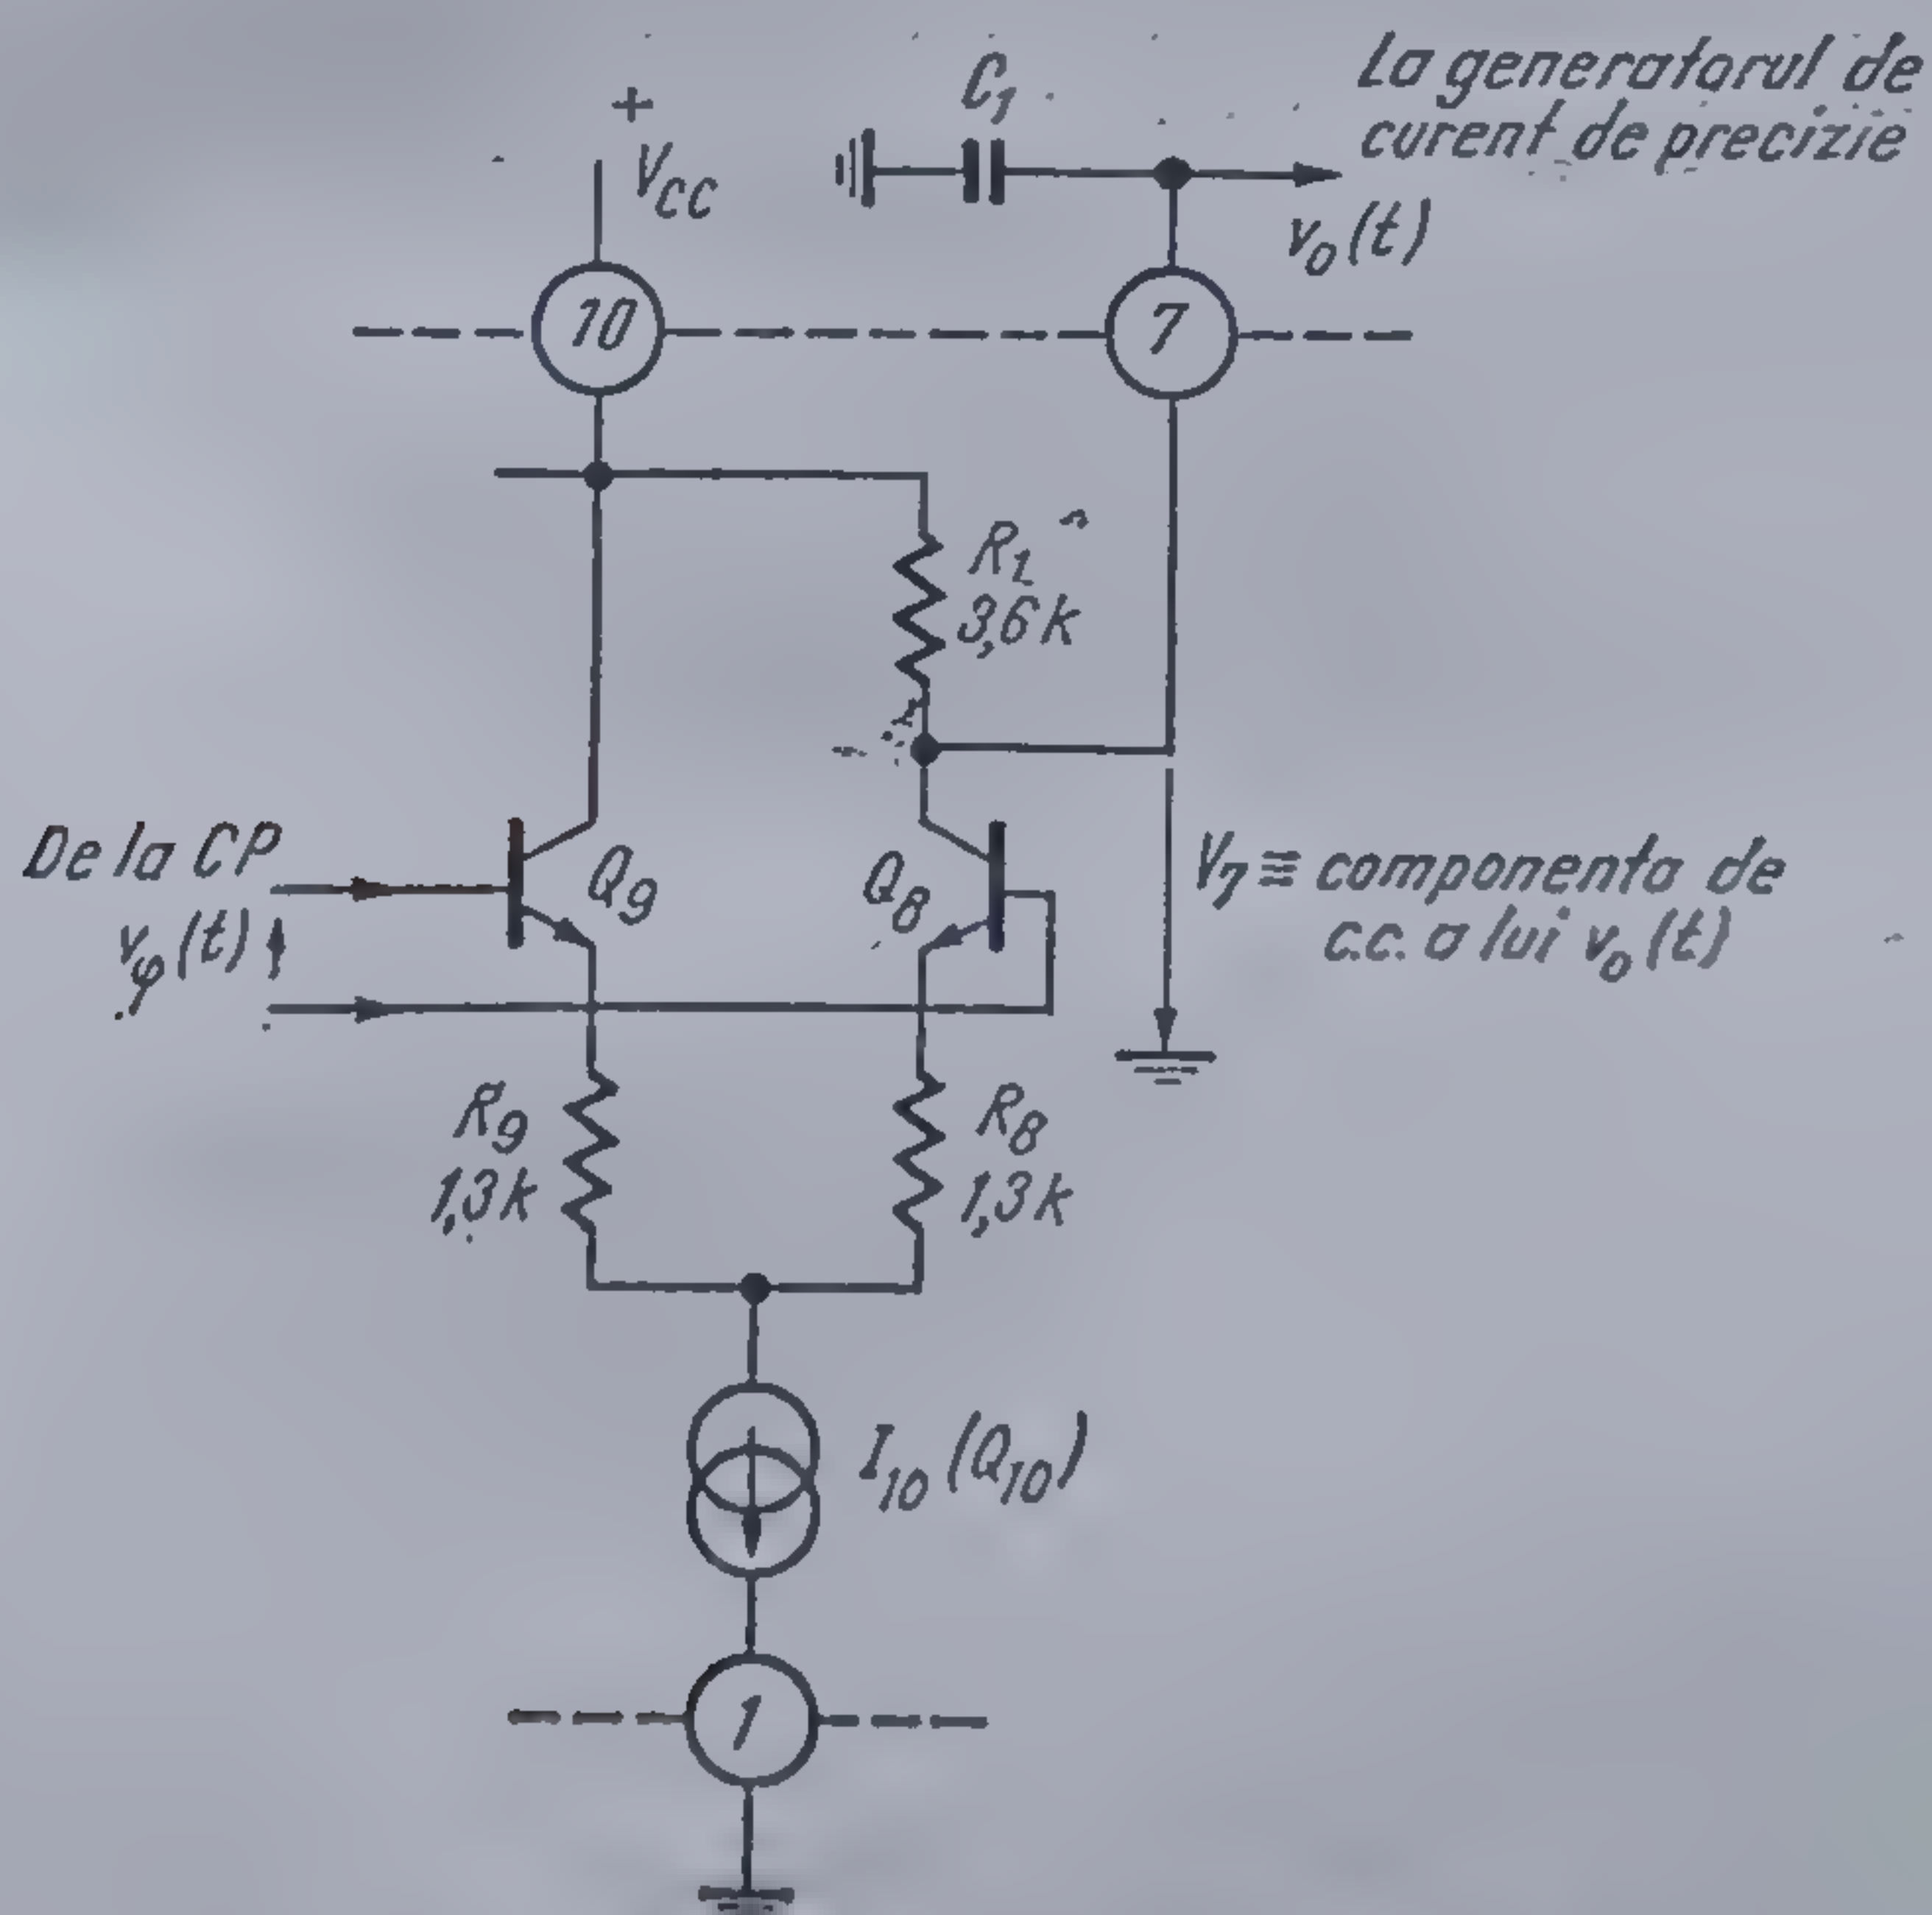 C1
La generatorul de
curent de precizie
+
VCC
v0(t)
10
7
R1
3,6k
De la CP
vφ(t)
Q9
Q8
V7 ≡ componenta de
c.c. a lui v0(t)
R9
1,3k
R8
1,3k
I10 (Q10)
1